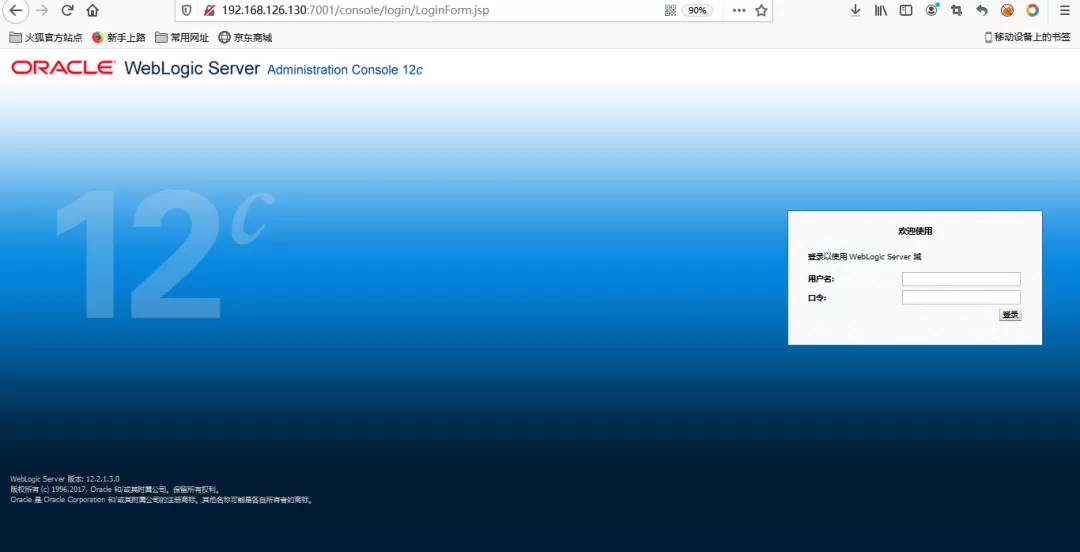 192.168.126.130:7001/console/login/LoginForm.jsp 90%
火狐官方站点 新手上路 常用网址 京东商城 移动设备上的书签
ORACLE WebLogic Server Administration Console 12c
12c
欢迎使用
登录以使用 WebLogic Server 域
用户名:
口令:
登录
WebLogic Server 版本: 12.2.1.3.0
版权所有 (c) 1996,2017, Oracle 和/或其附属公司。保留所有权利。
Oracle 是 Oracle Corporation 和/或其附属公司的注册商标。其他名称可能是各自所有者的商标。